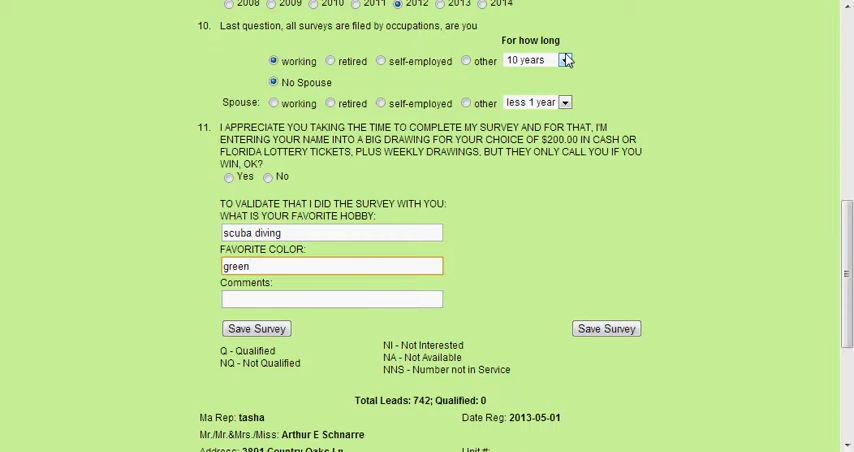 2008 2009 2010 2011 2012 2013 2014
10. Last question, all surveys are filed by occupations, are you
For how long
working retired self-employed other 10 years
No Spouse
Spouse: working retired self-employed other less 1 year
11. I APPRECIATE YOU TAKING THE TIME TO COMPLETE MY SURVEY AND FOR THAT, I'M
ENTERING YOUR NAME INTO A BIG DRAWING FOR YOUR CHOICE OF $200.00 IN CASH OR
FLORIDA LOTTERY TICKETS, PLUS WEEKLY DRAWINGS, BUT THEY ONLY CALL YOU IF YOU
WIN, OK?
Yes No
TO VALIDATE THAT I DID THE SURVEY WITH YOU:
WHAT IS YOUR FAVORITE HOBBY:
scuba diving
FAVORITE COLOR:
green
Comments:
Save Survey Save Survey
Q - Qualified
NQ - Not Qualified
NI - Not Interested
NA - Not Available
NNS - Number not in Service
Total Leads: 742; Qualified: 0
Ma Rep: tasha Date Reg: 2013-05-01
Mr./Mr.&Mrs./Miss: Arthur E Schnarre
Address: 3801 Country Oaks Ln Unit #: